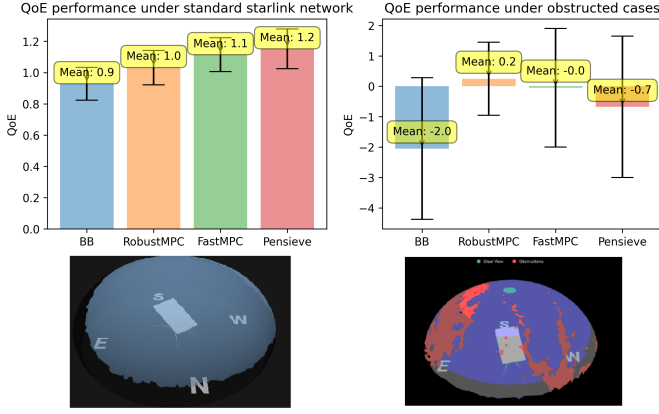 QoE performance under standard starlink network
QoE
1.2
1.0
0.8
0.6
0.4
0.2
0.0
Mean: 0.9
Mean: 1.0
Mean: 1.1
Mean: 1.2
BB
RobustMPC
FastMPC
Pensieve
QoE performance under obstructed cases
QoE
2
1
0
−1
−2
−3
−4
Mean: -2.0
Mean: 0.2
Mean: -0.0
Mean: -0.7
BB
RobustMPC
FastMPC
Pensieve
S
W
E
N
Clear View
Obstructions
S
W
E